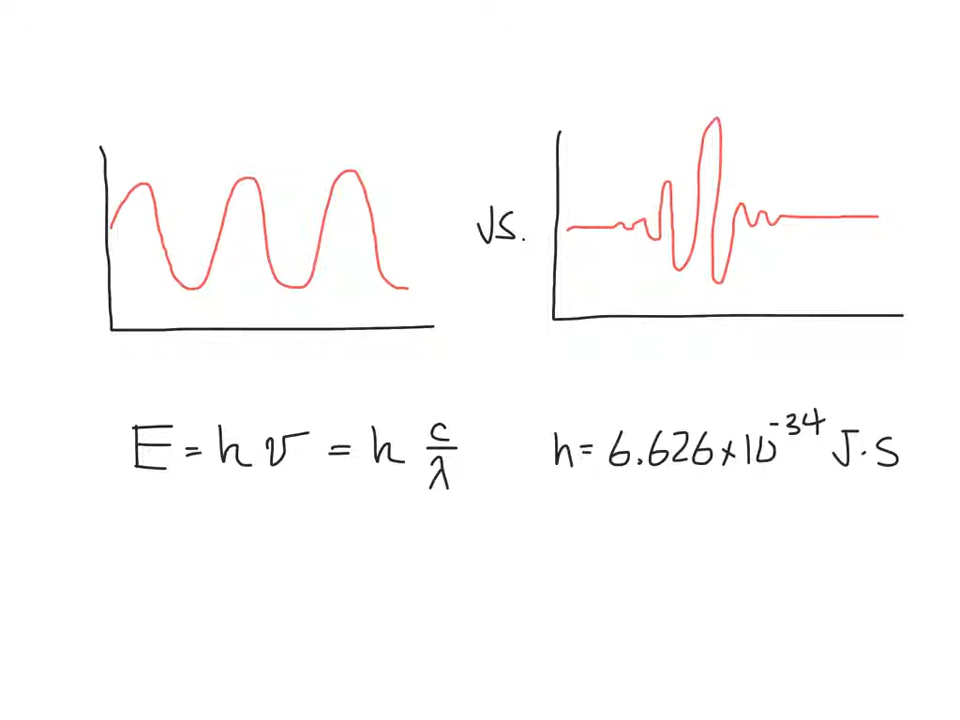 vs.
E = hν = h c/λ
h = 6.626 × 10⁻³⁴ J·s